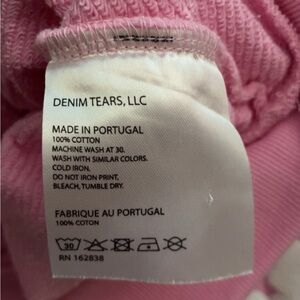 DENIM TEARS, LLC
MADE IN PORTUGAL
100% COTTON
MACHINE WASH AT 30.
WASH WITH SIMILAR COLORS.
COLD IRON.
DO NOT IRON PRINT,
BLEACH, TUMBLE DRY.
FABRIQUE AU PORTUGAL
100% COTON
30
RN 162838